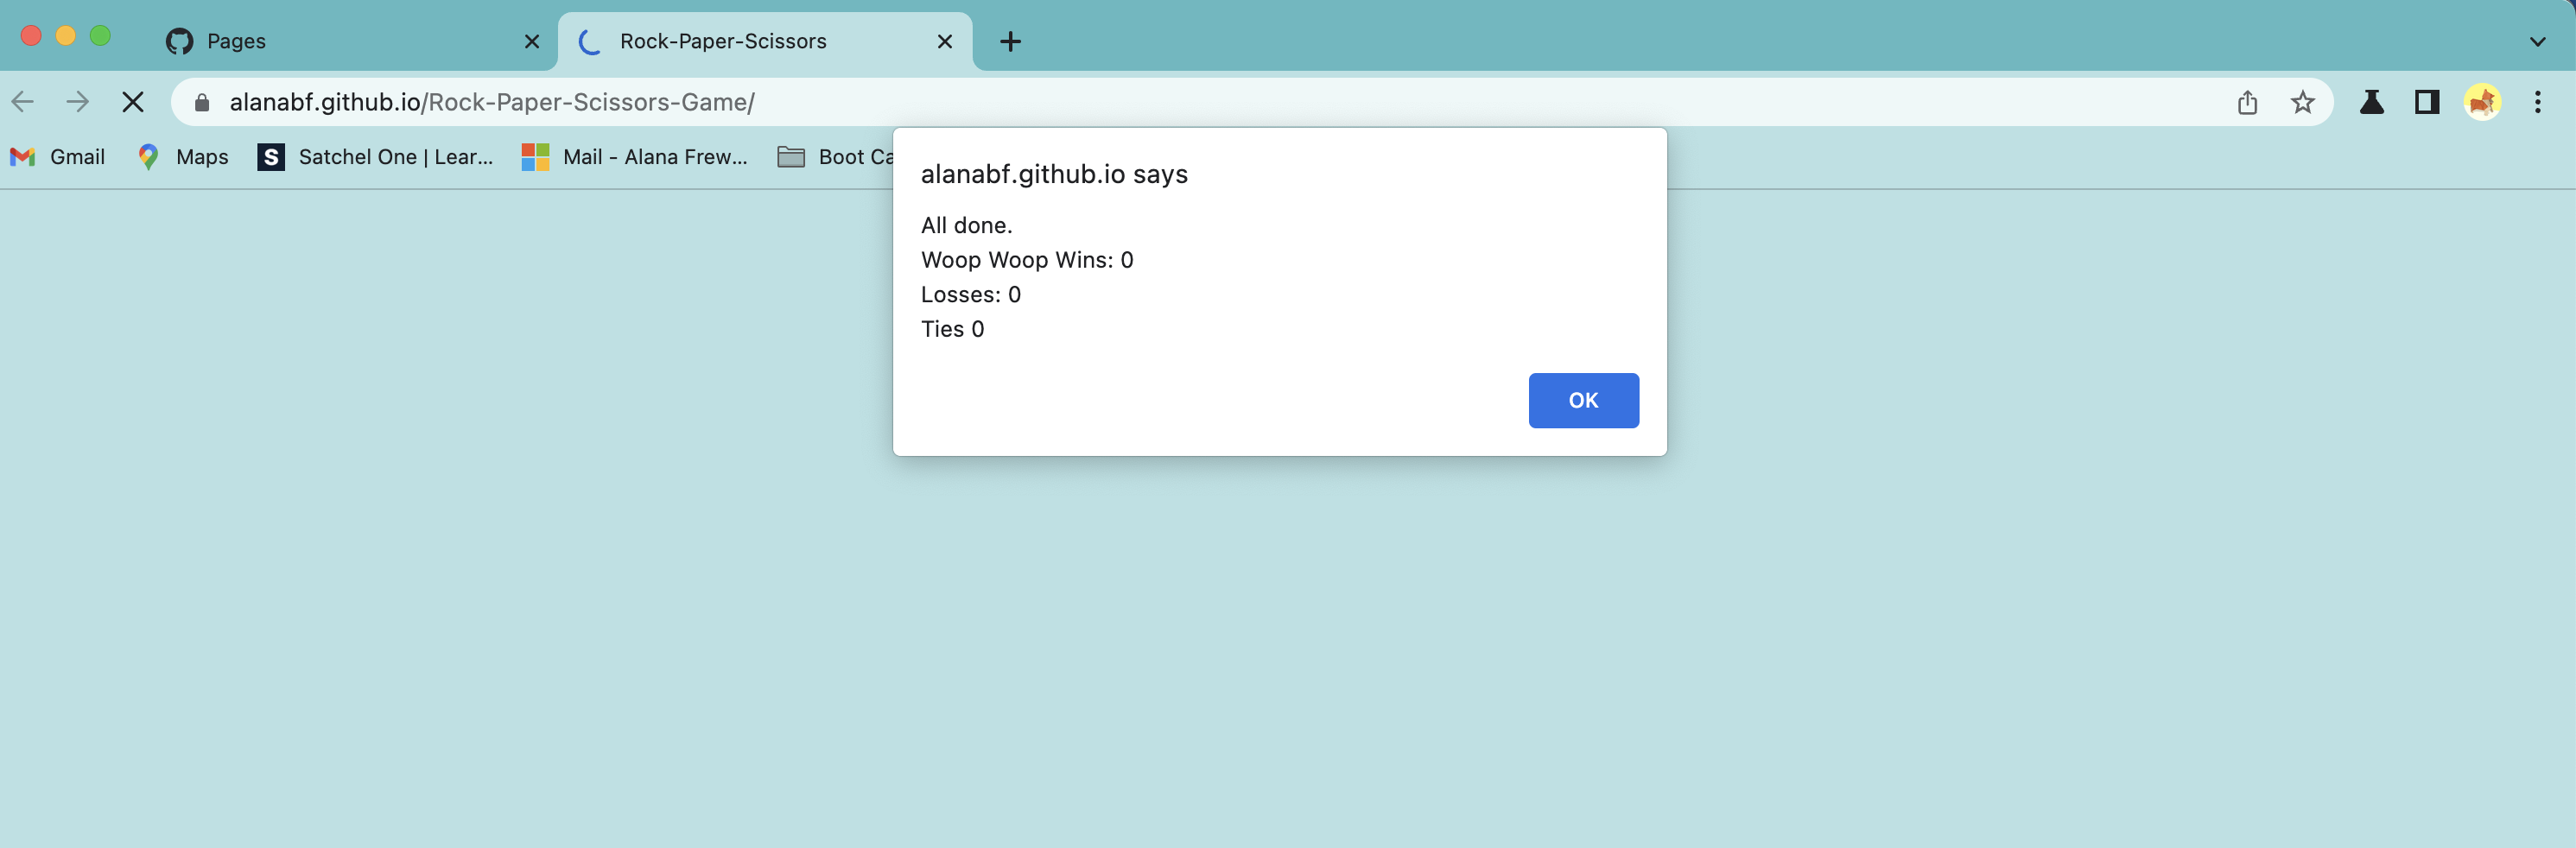 Pages
Rock-Paper-Scissors
alanabf.github.io/Rock-Paper-Scissors-Game/
Gmail
Maps
S
Satchel One | Lear...
Mail - Alana Frew...
Boot Ca
alanabf.github.io says
All done.
Woop Woop Wins: 0
Losses: 0
Ties 0
OK